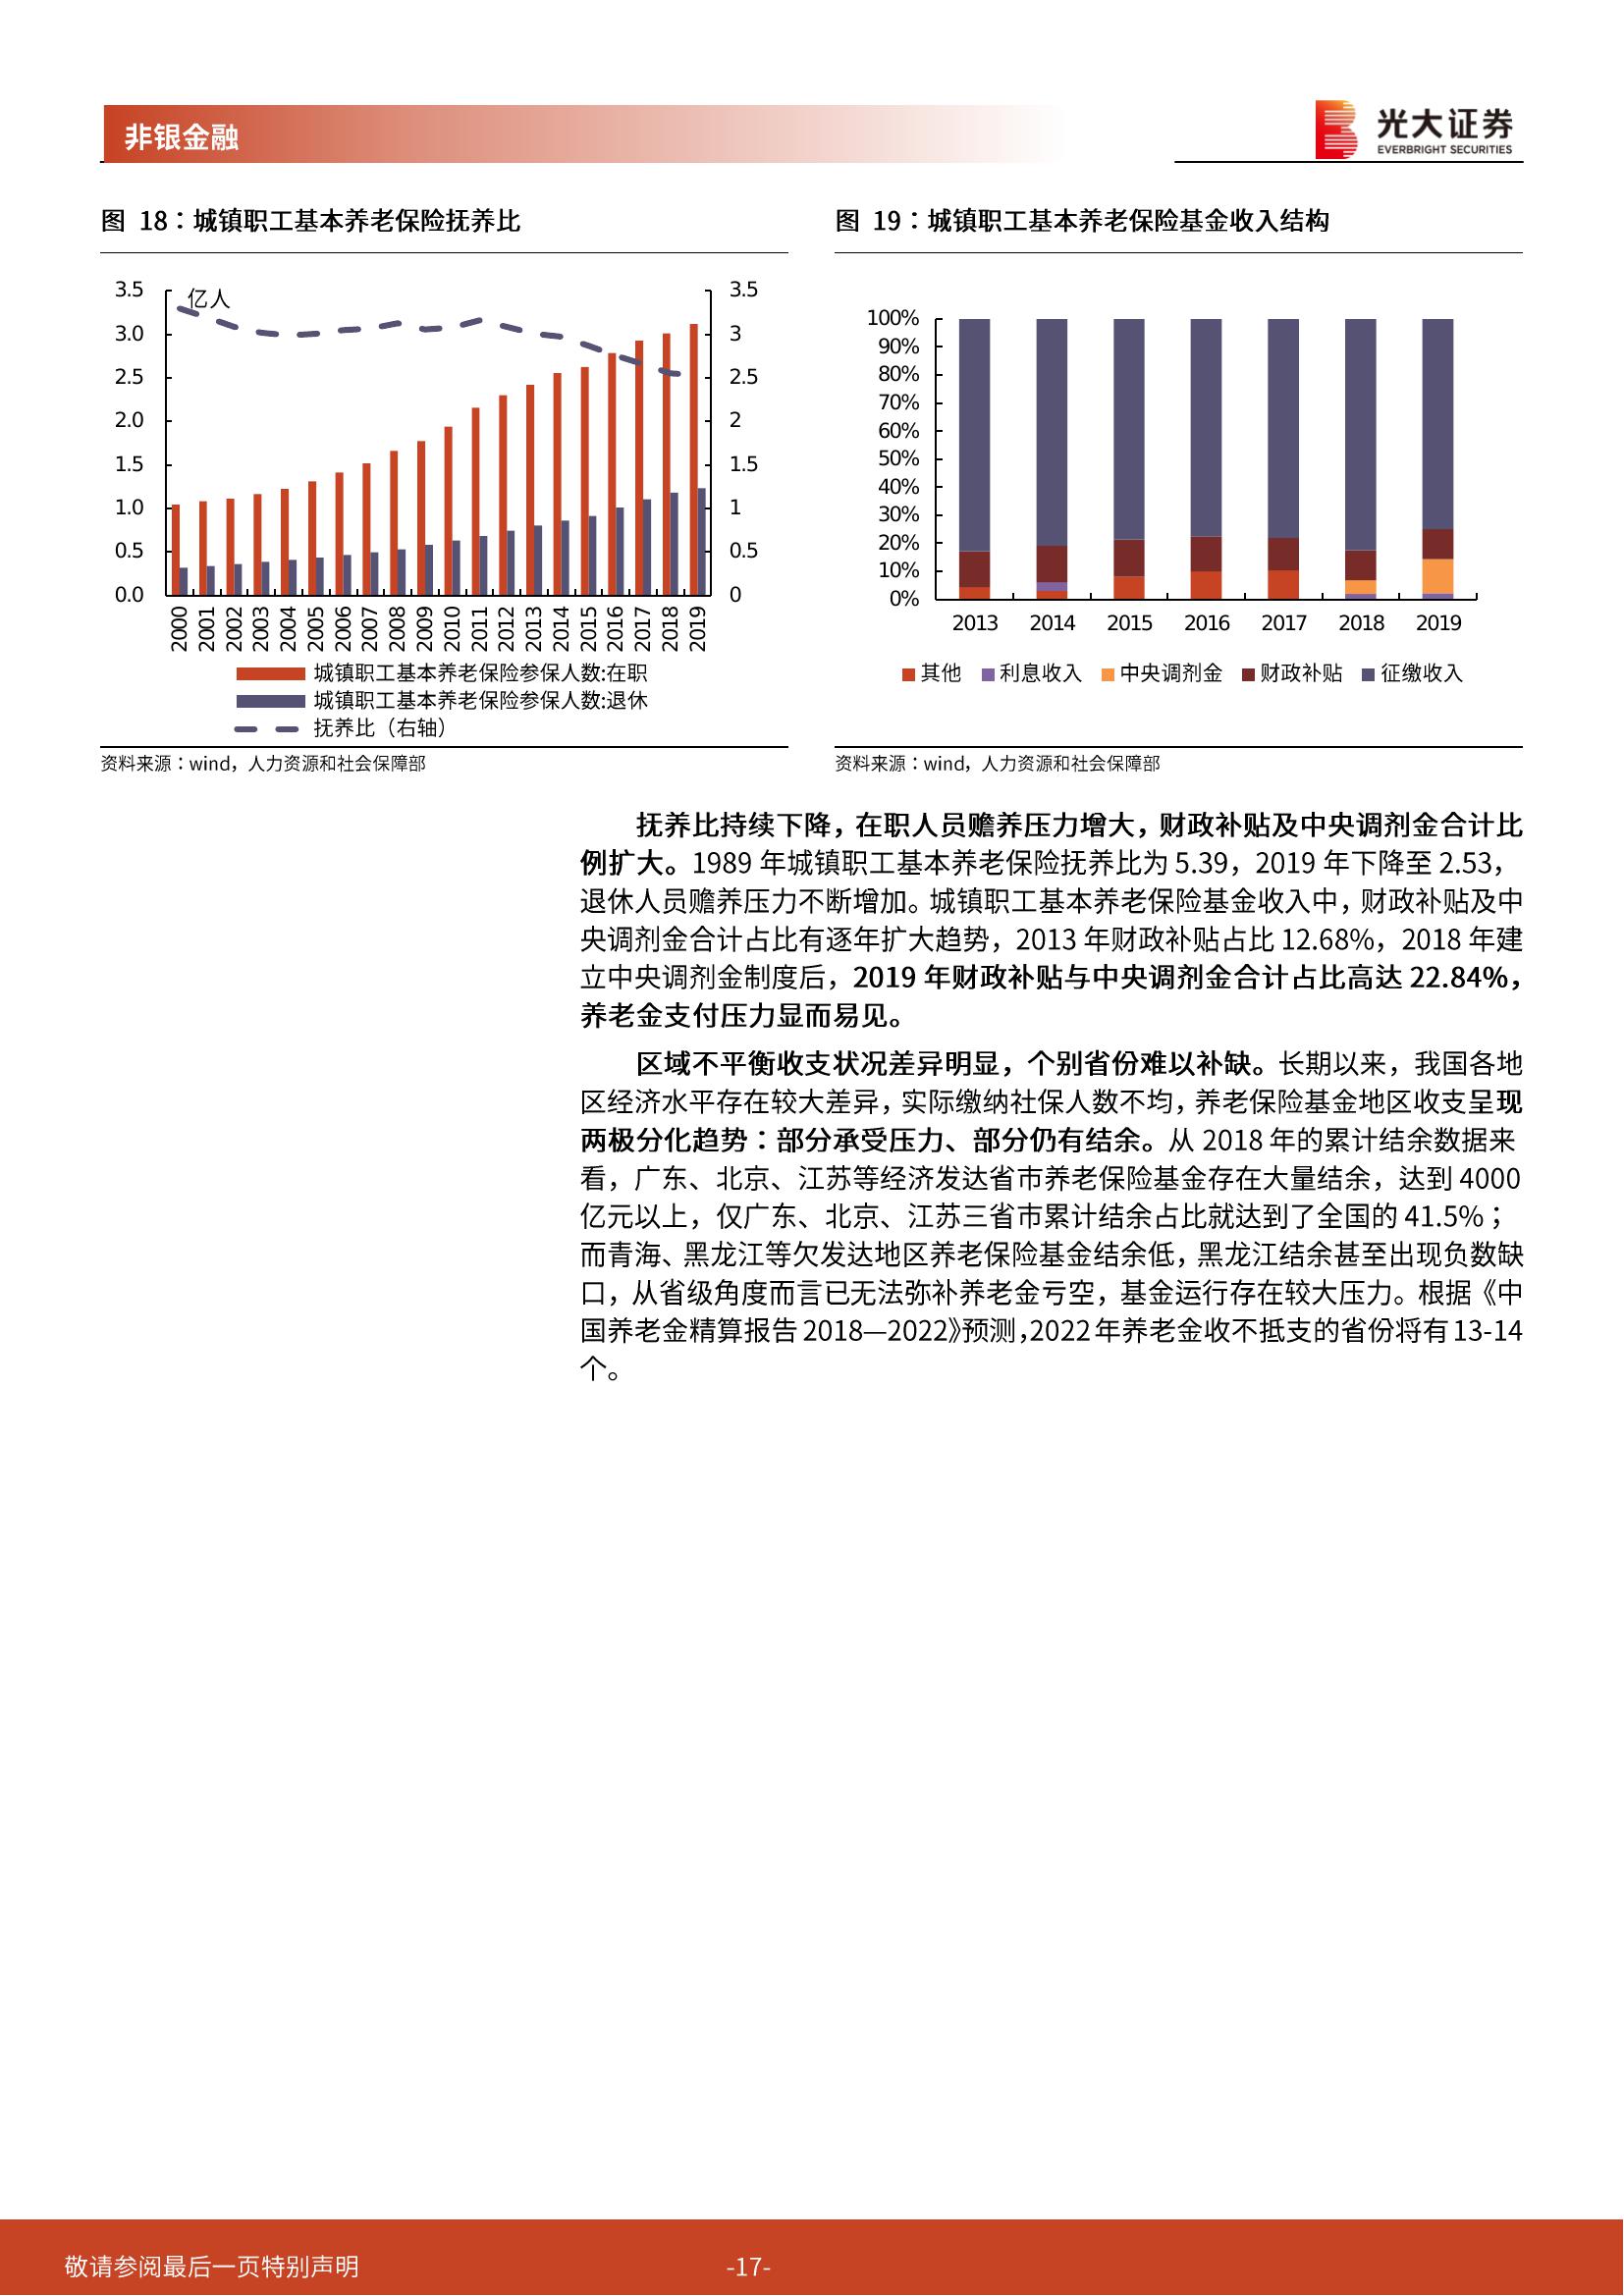 非银金融
光大证券
EVERBRIGHT SECURITIES
图 18：城镇职工基本养老保险抚养比
3.5
3.0
2.5
2.0
1.5
1.0
0.5
0.0
亿人
3.5
3
2.5
2
1.5
1
0.5
0
2000 2001 2002 2003 2004 2005 2006 2007 2008 2009 2010 2011 2012 2013 2014 2015 2016 2017 2018 2019
城镇职工基本养老保险参保人数:在职
城镇职工基本养老保险参保人数:退休
抚养比（右轴）
资料来源：wind，人力资源和社会保障部
图 19：城镇职工基本养老保险基金收入结构
100%
90%
80%
70%
60%
50%
40%
30%
20%
10%
0%
2013 2014 2015 2016 2017 2018 2019
其他 利息收入 中央调剂金 财政补贴 征缴收入
资料来源：wind，人力资源和社会保障部
抚养比持续下降，在职人员赡养压力增大，财政补贴及中央调剂金合计比
例扩大。1989 年城镇职工基本养老保险抚养比为 5.39，2019 年下降至 2.53，
退休人员赡养压力不断增加。城镇职工基本养老保险基金收入中，财政补贴及中
央调剂金合计占比有逐年扩大趋势，2013 年财政补贴占比 12.68%，2018 年建
立中央调剂金制度后，2019 年财政补贴与中央调剂金合计占比高达 22.84%，
养老金支付压力显而易见。
区域不平衡收支状况差异明显，个别省份难以补缺。长期以来，我国各地
区经济水平存在较大差异，实际缴纳社保人数不均，养老保险基金地区收支呈现
两极分化趋势：部分承受压力、部分仍有结余。从 2018 年的累计结余数据来
看，广东、北京、江苏等经济发达省市养老保险基金存在大量结余，达到 4000
亿元以上，仅广东、北京、江苏三省市累计结余占比就达到了全国的 41.5%；
而青海、黑龙江等欠发达地区养老保险基金结余低，黑龙江结余甚至出现负数缺
口，从省级角度而言已无法弥补养老金亏空，基金运行存在较大压力。根据《中
国养老金精算报告 2018—2022》预测，2022 年养老金收不抵支的省份将有 13-14
个。
敬请参阅最后一页特别声明
-17-